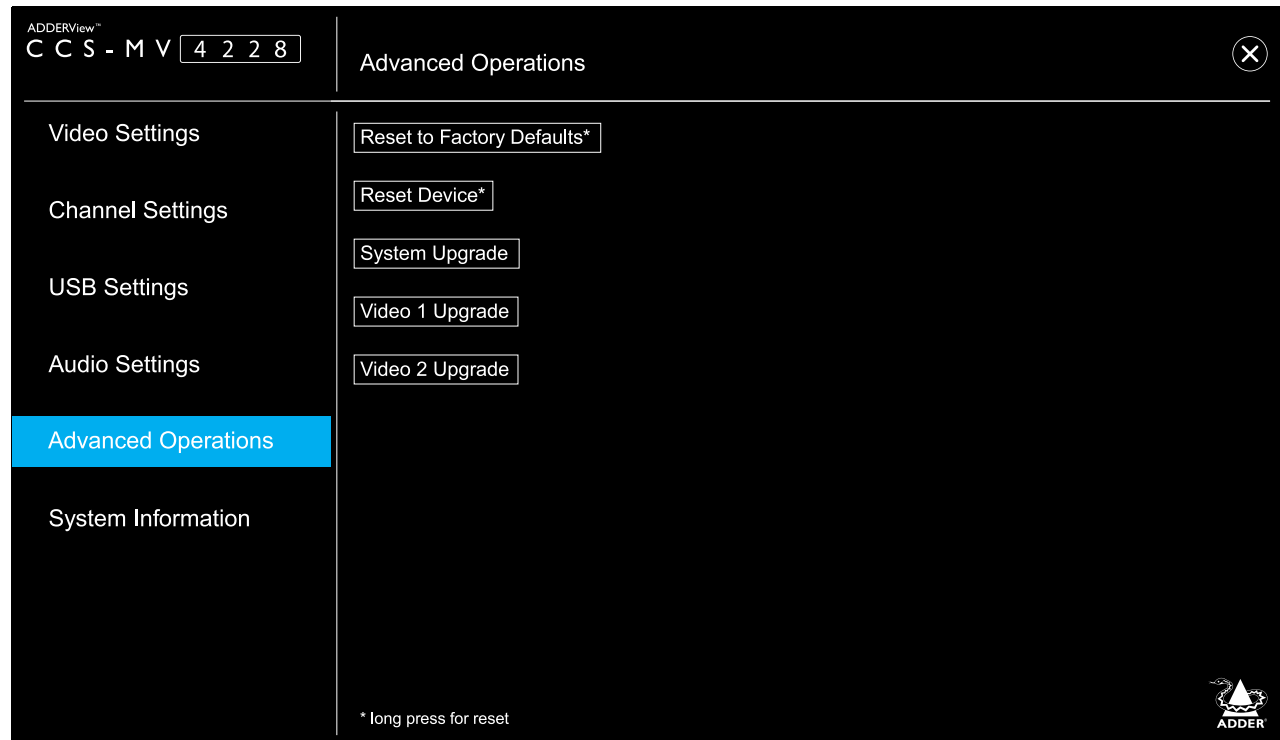 ADDERView™
CCS-MV 4228
Advanced Operations
Video Settings
Channel Settings
USB Settings
Audio Settings
Advanced Operations
System Information
Reset to Factory Defaults*
Reset Device*
System Upgrade
Video 1 Upgrade
Video 2 Upgrade
* long press for reset
ADDER®